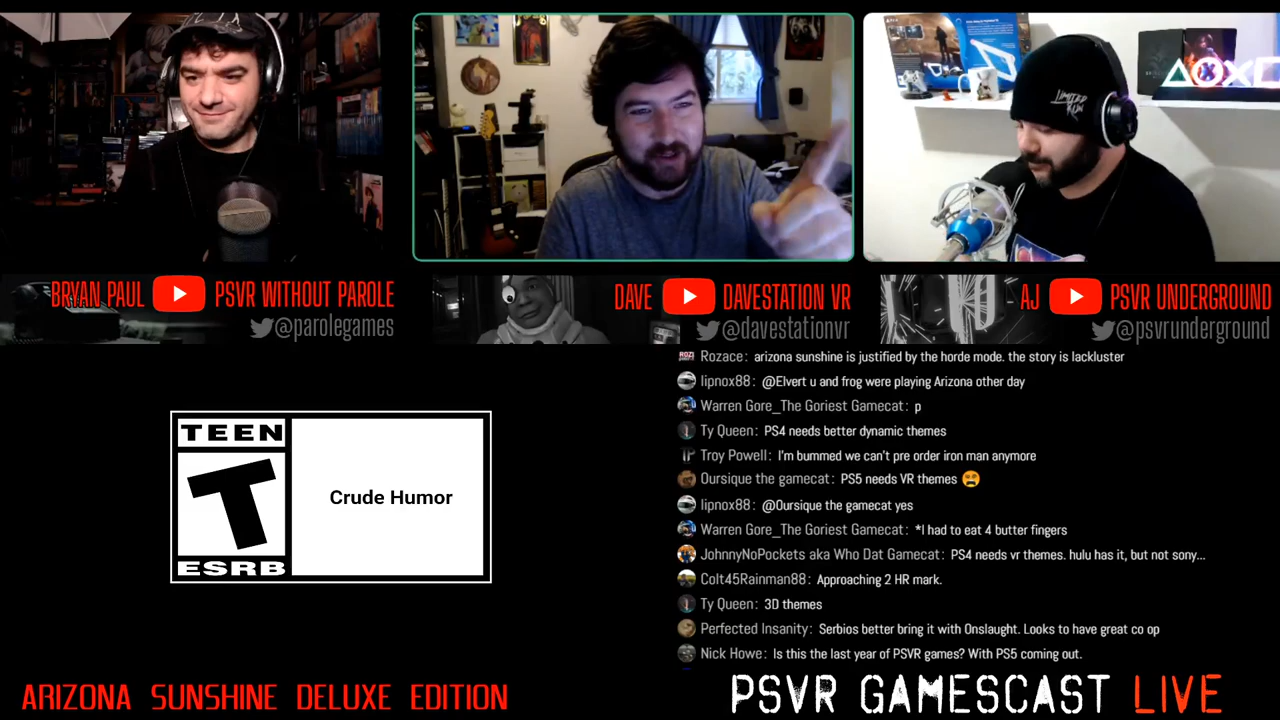 LIMITED
RUN
BRYAN PAUL
PSVR WITHOUT PAROLE
@parolegames
DAVE
DAVESTATION VR
@davestationvr
AJ
PSVR UNDERGROUND
@psvrunderground
Rozace: arizona sunshine is justified by the horde mode. the story is lackluster
lipnox88: @Elvert u and frog were playing Arizona other day
Warren Gore_The Goriest Gamecat: p
Ty Queen: PS4 needs better dynamic themes
Troy Powell: I'm bummed we can't pre order iron man anymore
Oursique the gamecat: PS5 needs VR themes 😩
lipnox88: @Oursique the gamecat yes
Warren Gore_The Goriest Gamecat: *I had to eat 4 butter fingers
JohnnyNoPockets aka Who Dat Gamecat: PS4 needs vr themes. hulu has it, but not sony...
Colt45Rainman88: Approaching 2 HR mark.
Ty Queen: 3D themes
Perfected Insanity: Serbios better bring it with Onslaught. Looks to have great co op
Nick Howe: Is this the last year of PSVR games? With PS5 coming out.
TEEN
T
ESRB
Crude Humor
ARIZONA SUNSHINE DELUXE EDITION
PSVR GAMESCAST LIVE